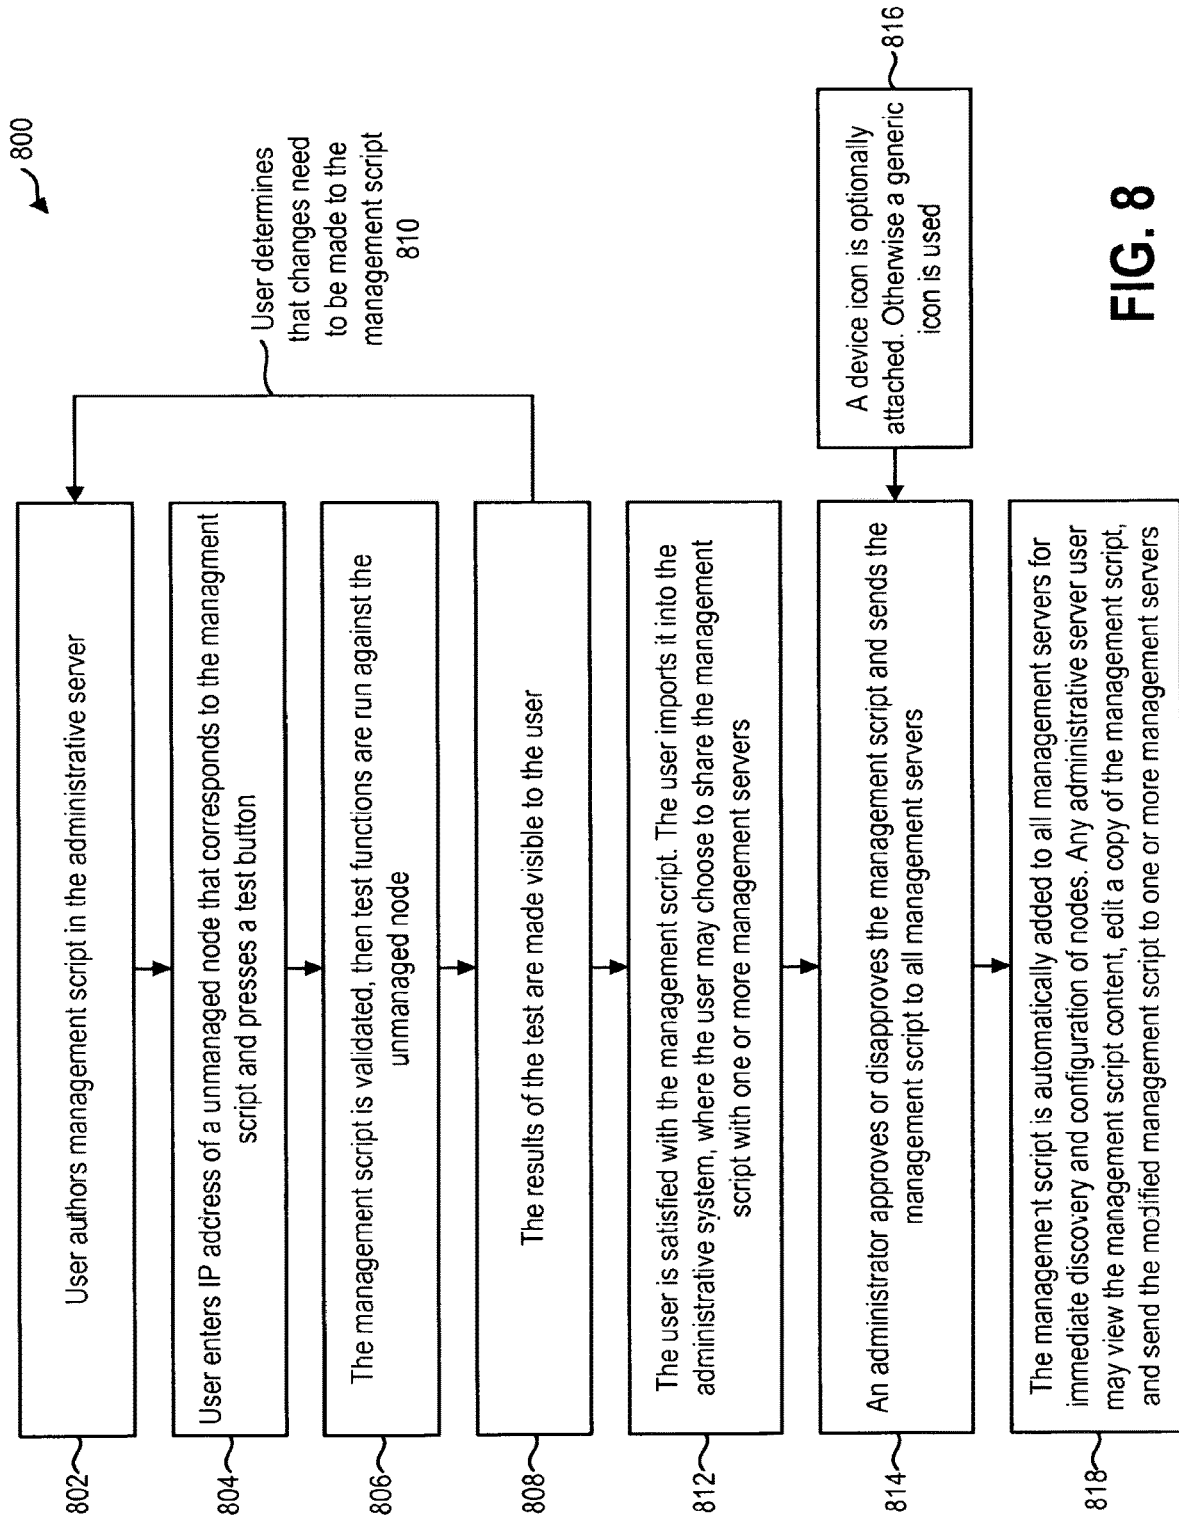 800
802
User authors management script in the administrative server
804
User enters IP address of a unmanaged node that corresponds to the managment
script and presses a test button
806
The management script is validated, then test functions are run against the
unmanaged node
808
The results of the test are made visible to the user
User determines
that changes need
to be made to the
management script
810
812
The user is satisfied with the management script. The user imports it into the
administrative system, where the user may choose to share the management
script with one or more management servers
814
An administrator approves or disapproves the management script and sends the
management script to all management servers
A device icon is optionally
attached. Otherwise a generic
icon is used
816
818
The management script is automatically added to all management servers for
immediate discovery and configuration of nodes. Any administrative server user
may view the management script content, edit a copy of the management script,
and send the modified management script to one or more management servers
FIG. 8